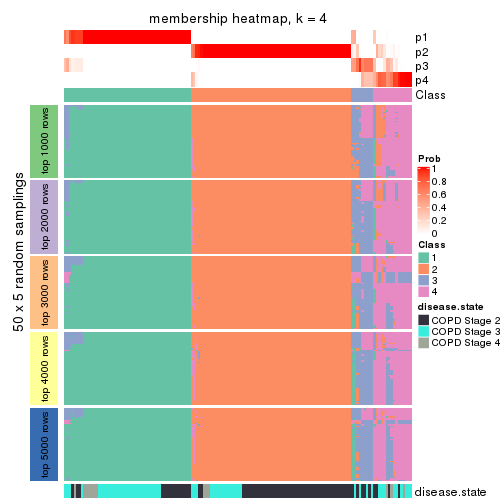 membership heatmap, k = 4
p1
p2
p3
p4
Class
50 x 5 random samplings
top 1000 rows
top 2000 rows
top 3000 rows
top 4000 rows
top 5000 rows
disease.state
Prob
1
0.8
0.6
0.4
0.2
0
Class
1
2
3
4
disease.state
COPD Stage 2
COPD Stage 3
COPD Stage 4